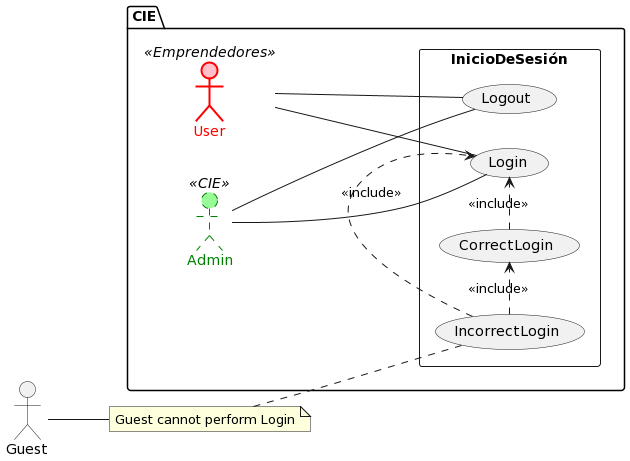 CIE
«Emprendedores»
User
«CIE»
Admin
InicioDeSesión
Logout
Login
«include»
«include»
CorrectLogin
«include»
IncorrectLogin
Guest cannot perform Login
Guest